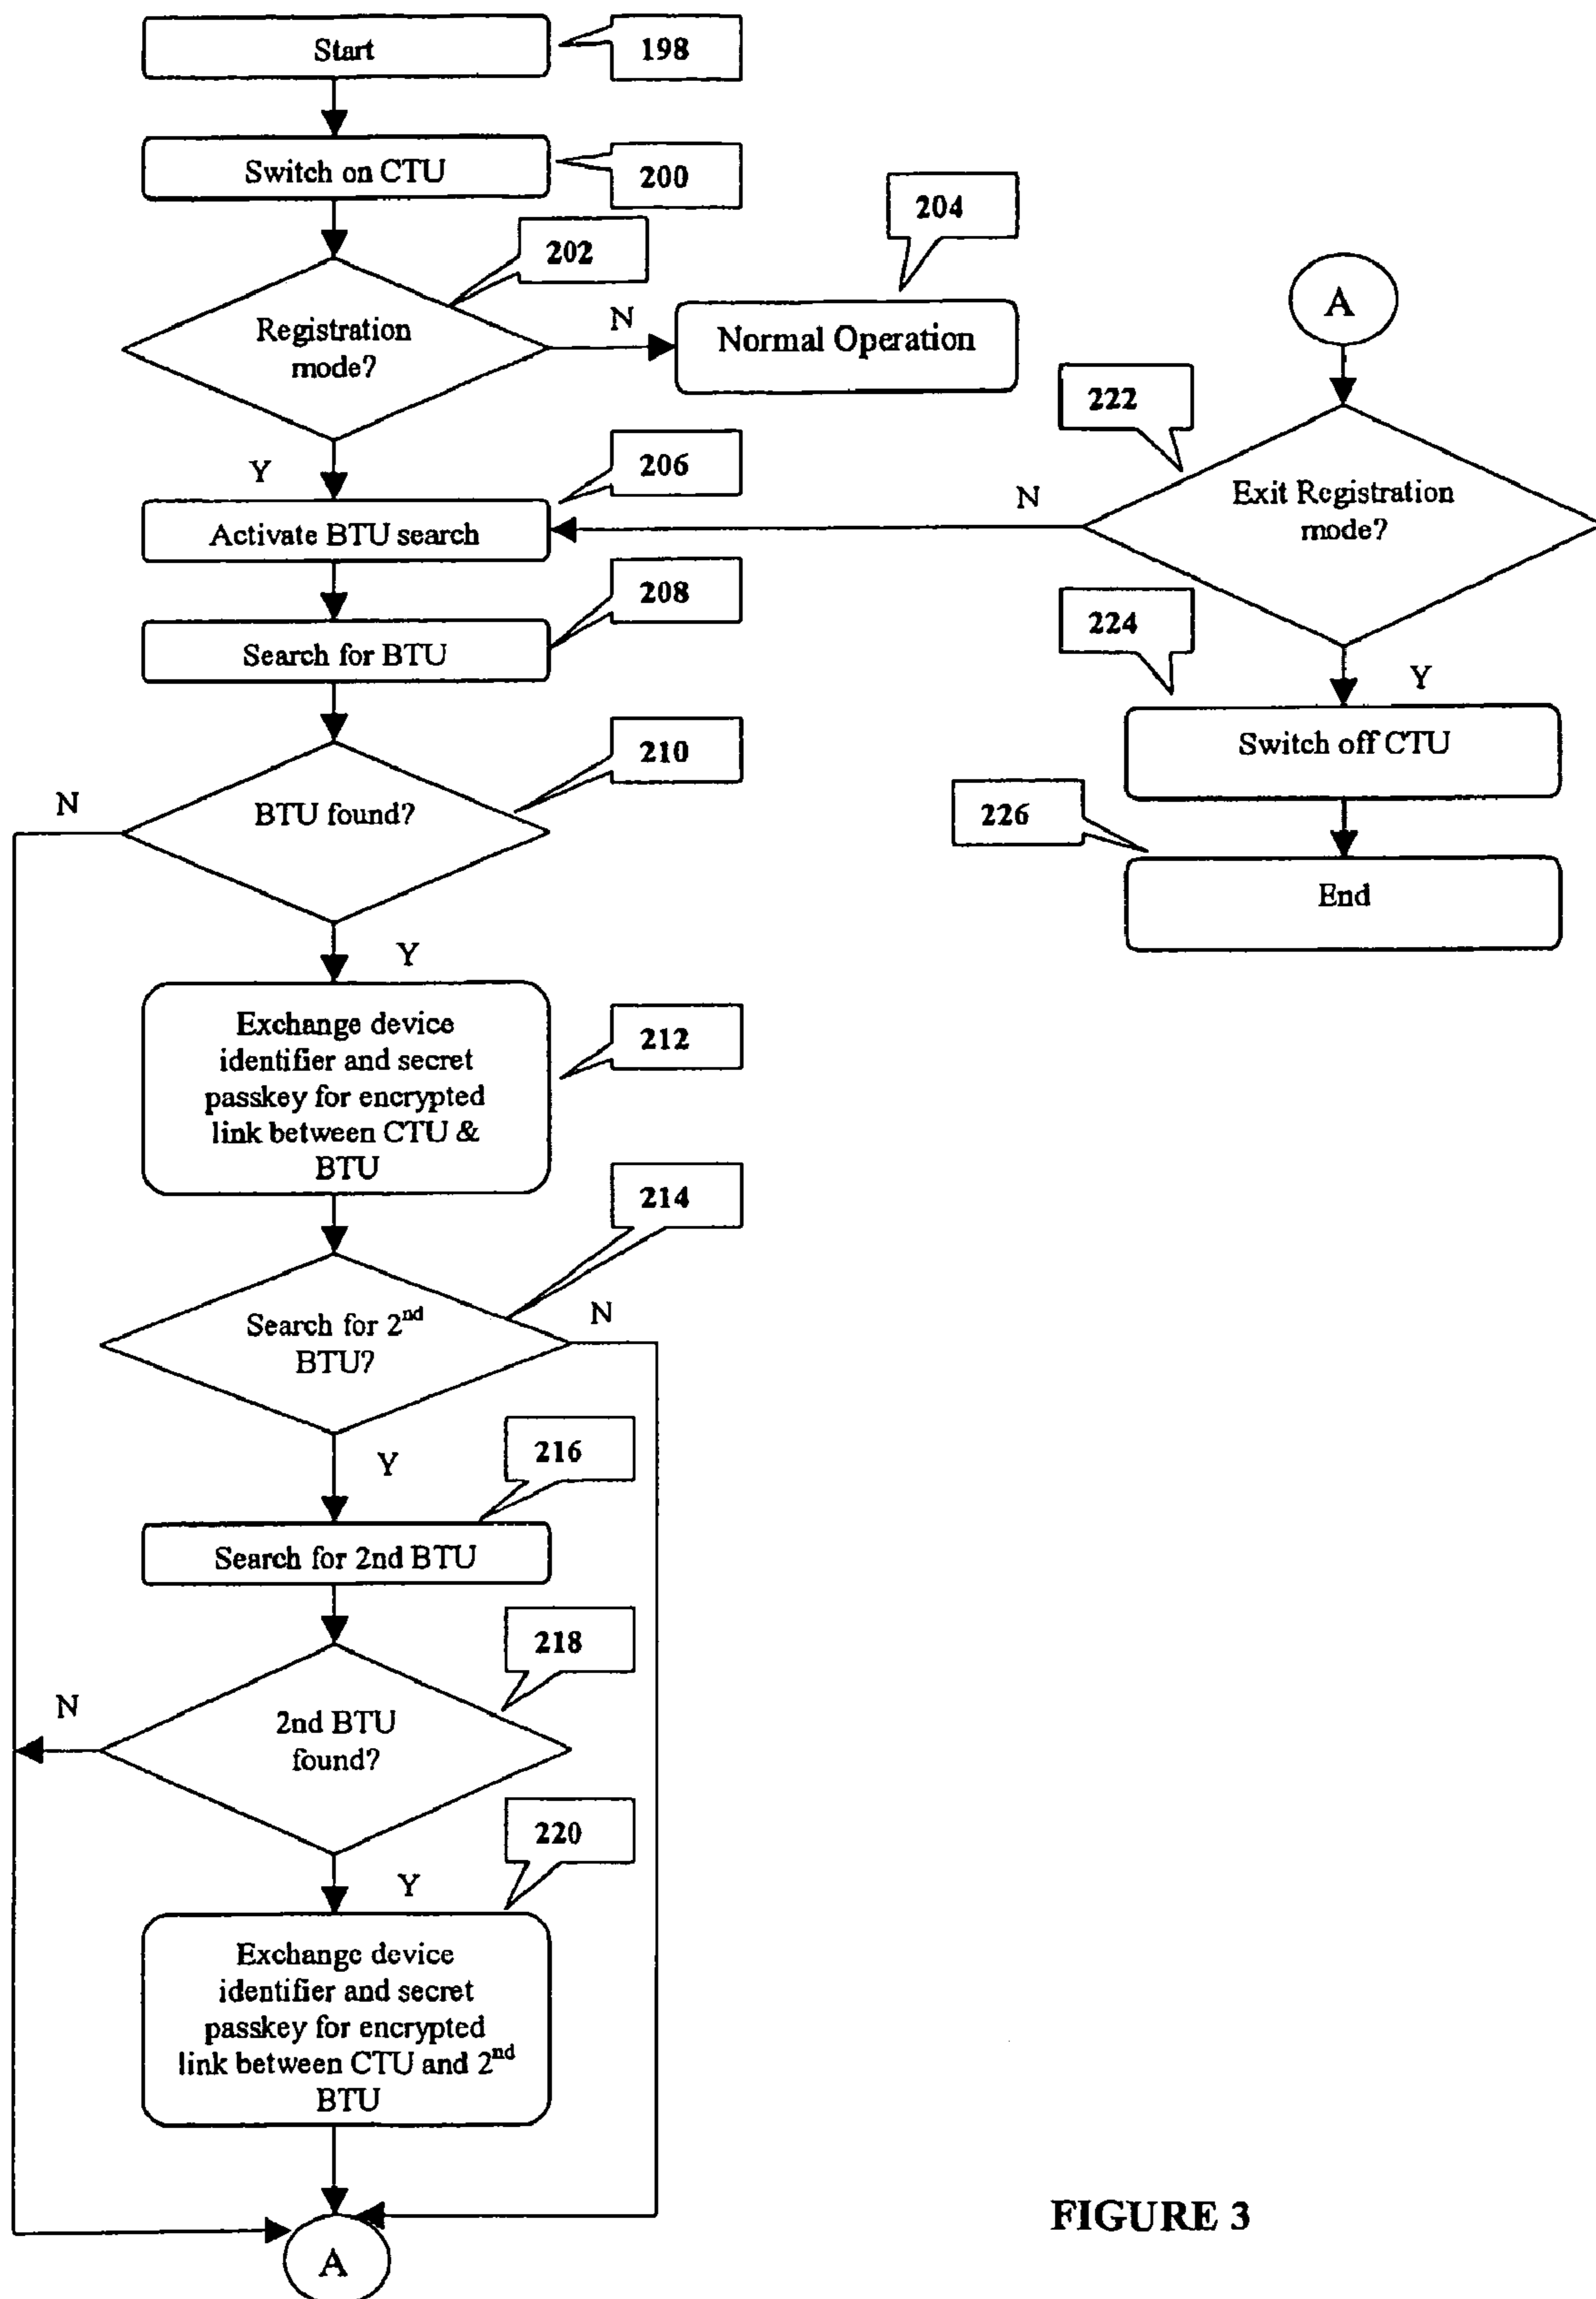 Start
198
Switch on CTU
200
202
204
Registration
mode?
N
Normal Operation
A
222
Y
206
Activate BTU search
N
Exit Registration
mode?
208
Search for BTU
224
Y
Switch off CTU
210
N
BTU found?
226
End
Y
Exchange device
identifier and secret
passkey for encrypted
link between CTU &
BTU
212
214
Search for 2nd
BTU?
N
216
Y
Search for 2nd BTU
218
N
2nd BTU
found?
220
Y
Exchange device
identifier and secret
passkey for encrypted
link between CTU and 2nd
BTU
A
FIGURE 3